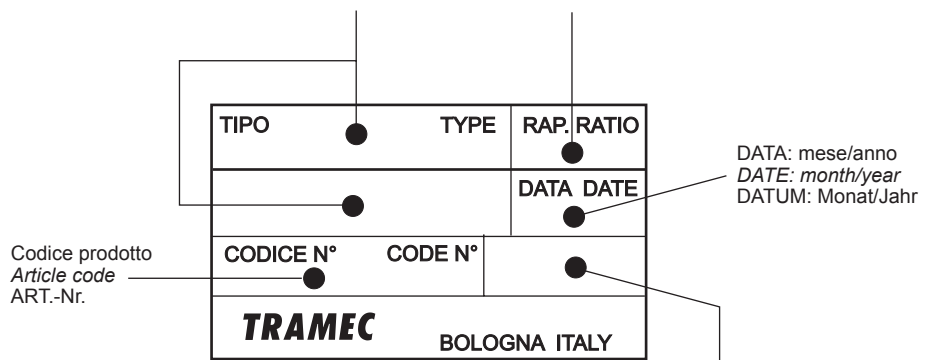 TIPO TYPE RAP. RATIO
DATA: mese/anno
DATE: month/year
DATUM: Monat/Jahr
DATA DATE
Codice prodotto
Article code
ART.-Nr.
CODICE N° CODE N°
TRAMEC BOLOGNA ITALY